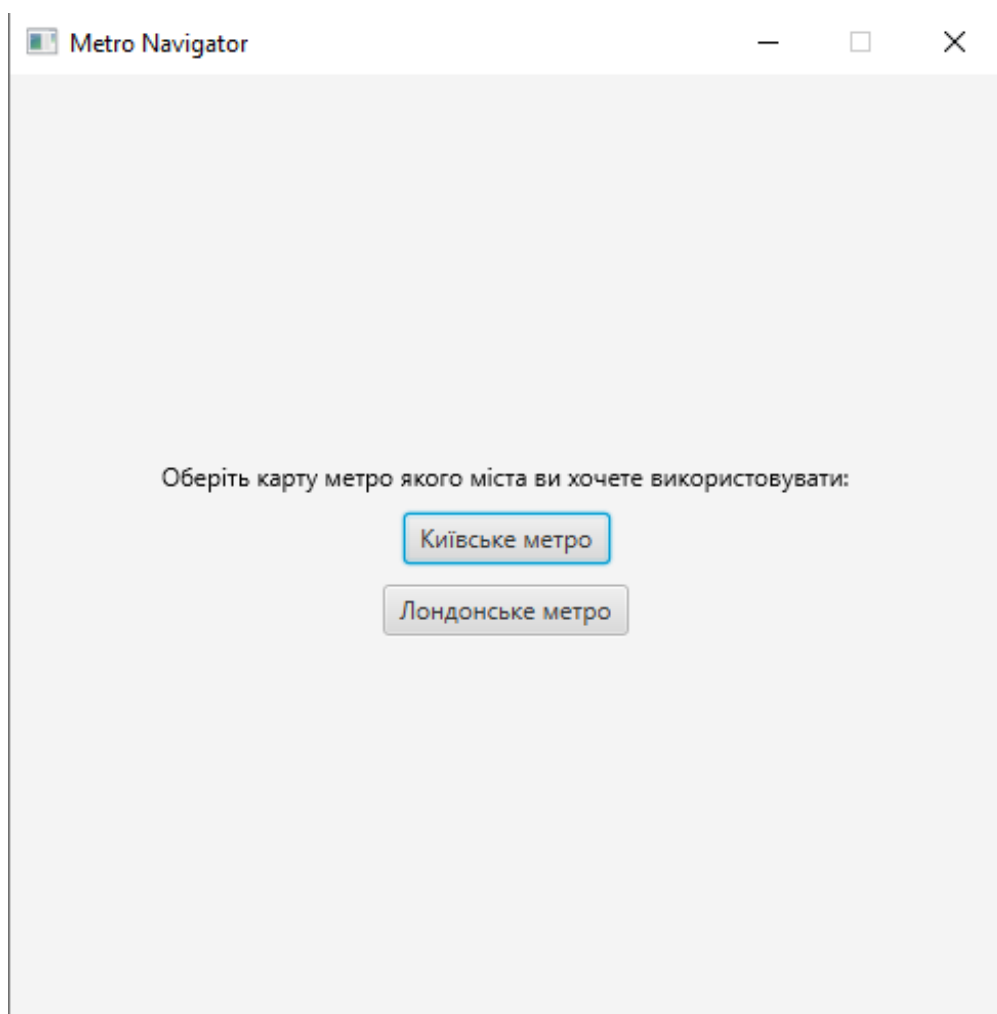 Metro Navigator
Оберіть карту метро якого міста ви хочете використовувати:
Київське метро
Лондонське метро